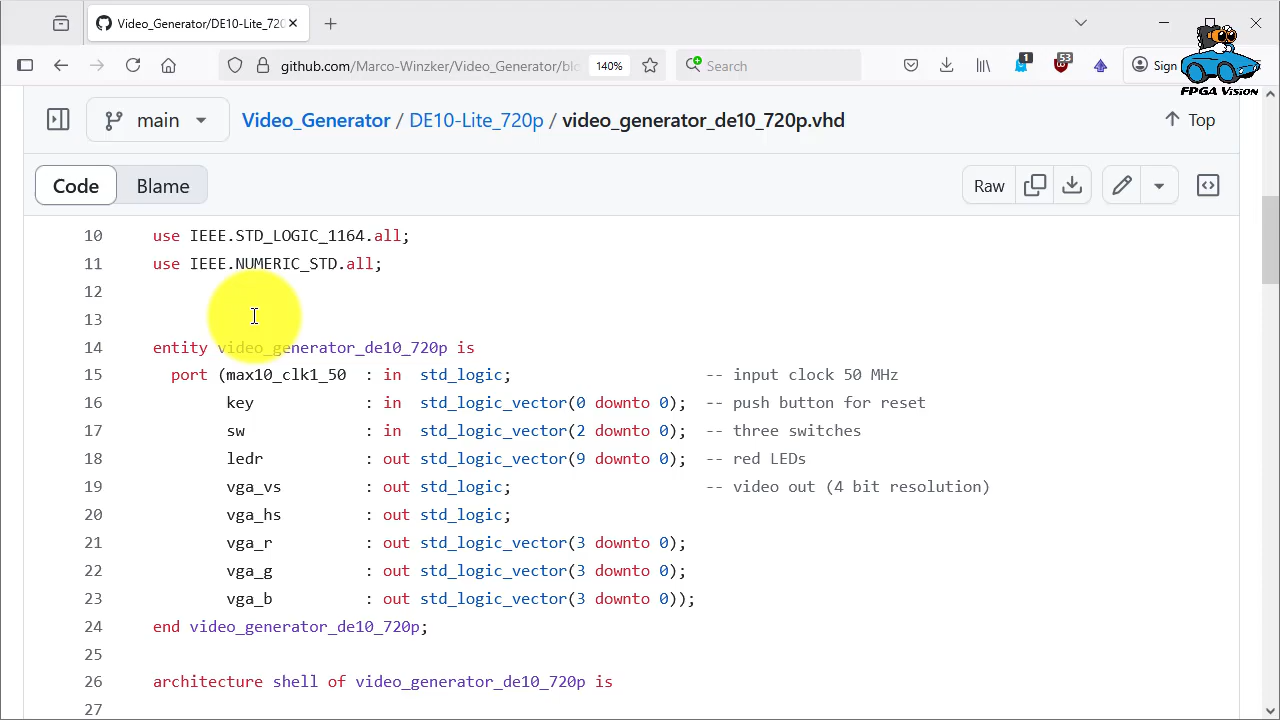 Video_Generator/DE10-Lite_720
github.com/Marco-Winzker/Video_Generator/blo
140%
Search
1
53
Sign
FPGA Vision
main
Video_Generator / DE10-Lite_720p / video_generator_de10_720p.vhd
Top
Code
Blame
Raw
10 use IEEE.STD_LOGIC_1164.all;
11 use IEEE.NUMERIC_STD.all;
12
13
14 entity video_generator_de10_720p is
15 port (max10_clk1_50 : in std_logic; -- input clock 50 MHz
16 key : in std_logic_vector(0 downto 0); -- push button for reset
17 sw : in std_logic_vector(2 downto 0); -- three switches
18 ledr : out std_logic_vector(9 downto 0); -- red LEDs
19 vga_vs : out std_logic; -- video out (4 bit resolution)
20 vga_hs : out std_logic;
21 vga_r : out std_logic_vector(3 downto 0);
22 vga_g : out std_logic_vector(3 downto 0);
23 vga_b : out std_logic_vector(3 downto 0));
24 end video_generator_de10_720p;
25
26 architecture shell of video_generator_de10_720p is
27